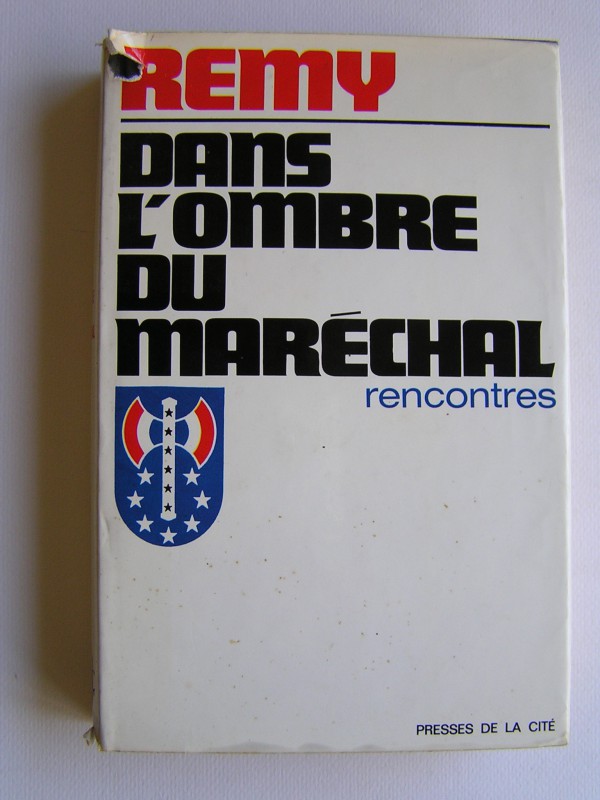 REMY
DANS
L'OMBRE
DU
MARÉCHAL
rencontres
PRESSES DE LA CITÉ